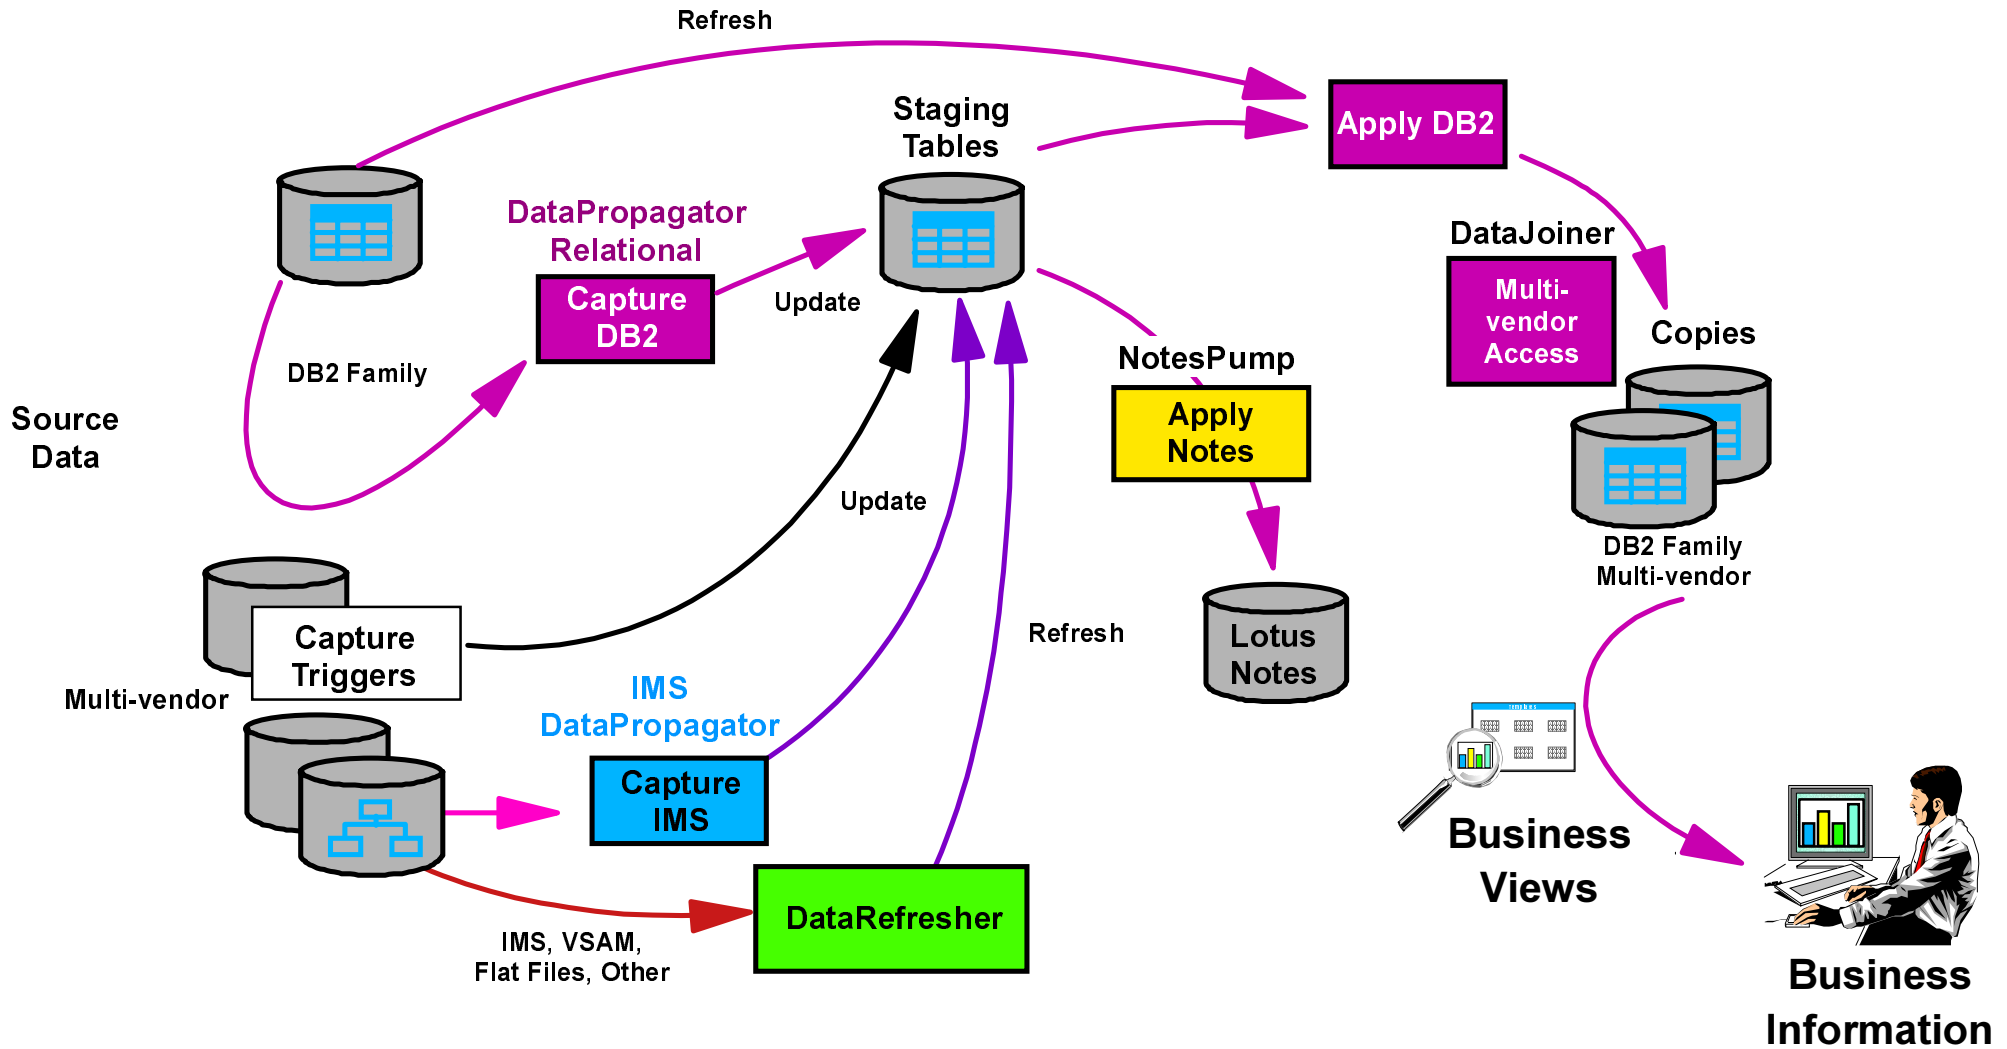 Refresh
Staging
Tables
Apply DB2
DataPropagator
Relational
Capture
DB2
Update
DataJoiner
Multi-
vendor
Access
Copies
DB2 Family
NotesPump
Apply
Notes
Source
Data
Update
DB2 Family
Multi-vendor
Capture
Triggers
Multi-vendor
Refresh
Lotus
Notes
IMS
DataPropagator
Capture
IMS
Templates
Business
Views
DataRefresher
IMS, VSAM,
Flat Files, Other
Business
Information